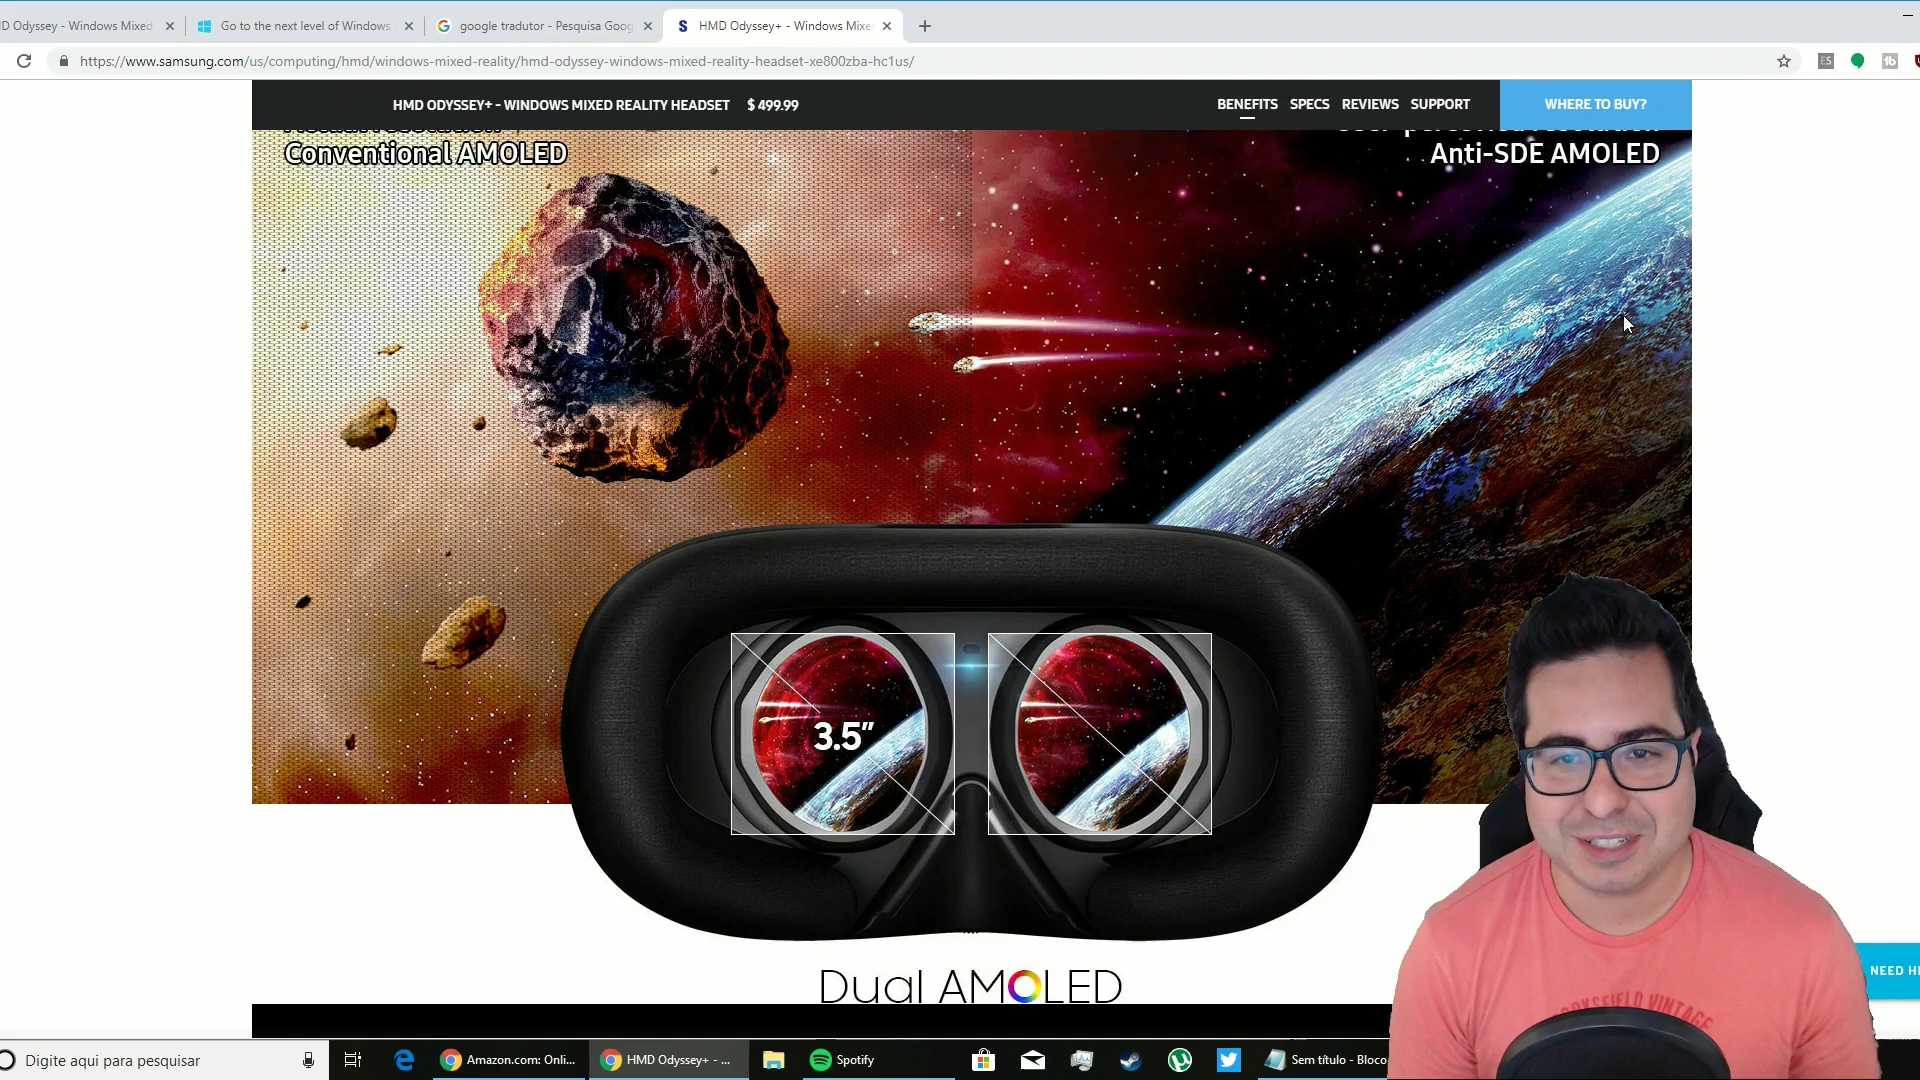 D Odyssey - Windows Mixed
Go to the next level of Windows
google tradutor - Pesquisa Goog
HMD Odyssey+ - Windows Mixe
https://www.samsung.com/us/computing/hmd/windows-mixed-reality/hmd-odyssey-windows-mixed-reality-headset-xe800zba-hc1us/
HMD ODYSSEY+ - WINDOWS MIXED REALITY HEADSET $ 499.99 BENEFITS SPECS REVIEWS SUPPORT WHERE TO BUY?
Conventional AMOLED
Anti-SDE AMOLED
3.5”
Dual AMOLED
NEED HE
OOKSFIELD VINTAGE
Digite aqui para pesquisar
Amazon.com: Onli...
HMD Odyssey+ - ...
Spotify
Sem título - Bloco